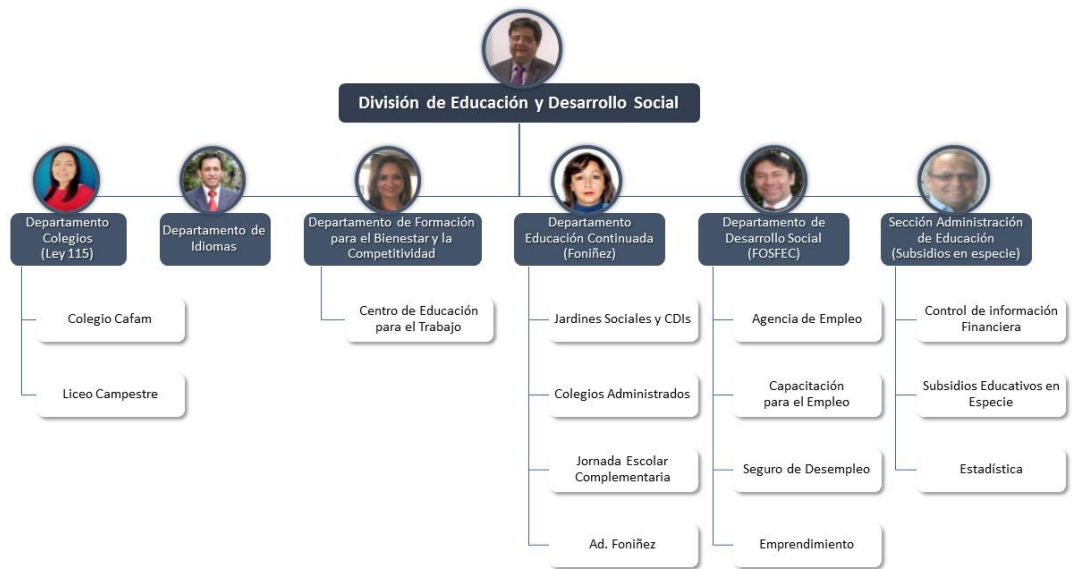 División de Educación y Desarrollo Social
Departamento
Colegios
(Ley 115)
Departamento de
Idiomas
Departamento de Formación
para el Bienestar y la
Competitividad
Departamento
Educación Continuada
(Foniñez)
Departamento de
Desarrollo Social
(FOSFEC)
Sección Administración
de Educación
(Subsidios en especie)
Colegio Cafam
Liceo Campestre
Centro de Educación
para el Trabajo
Jardines Sociales y CDIs
Colegios Administrados
Jornada Escolar
Complementaria
Ad. Foniñez
Agencia de Empleo
Capacitación
para el Empleo
Seguro de Desempleo
Emprendimiento
Control de información
Financiera
Subsidios Educativos en
Especie
Estadística